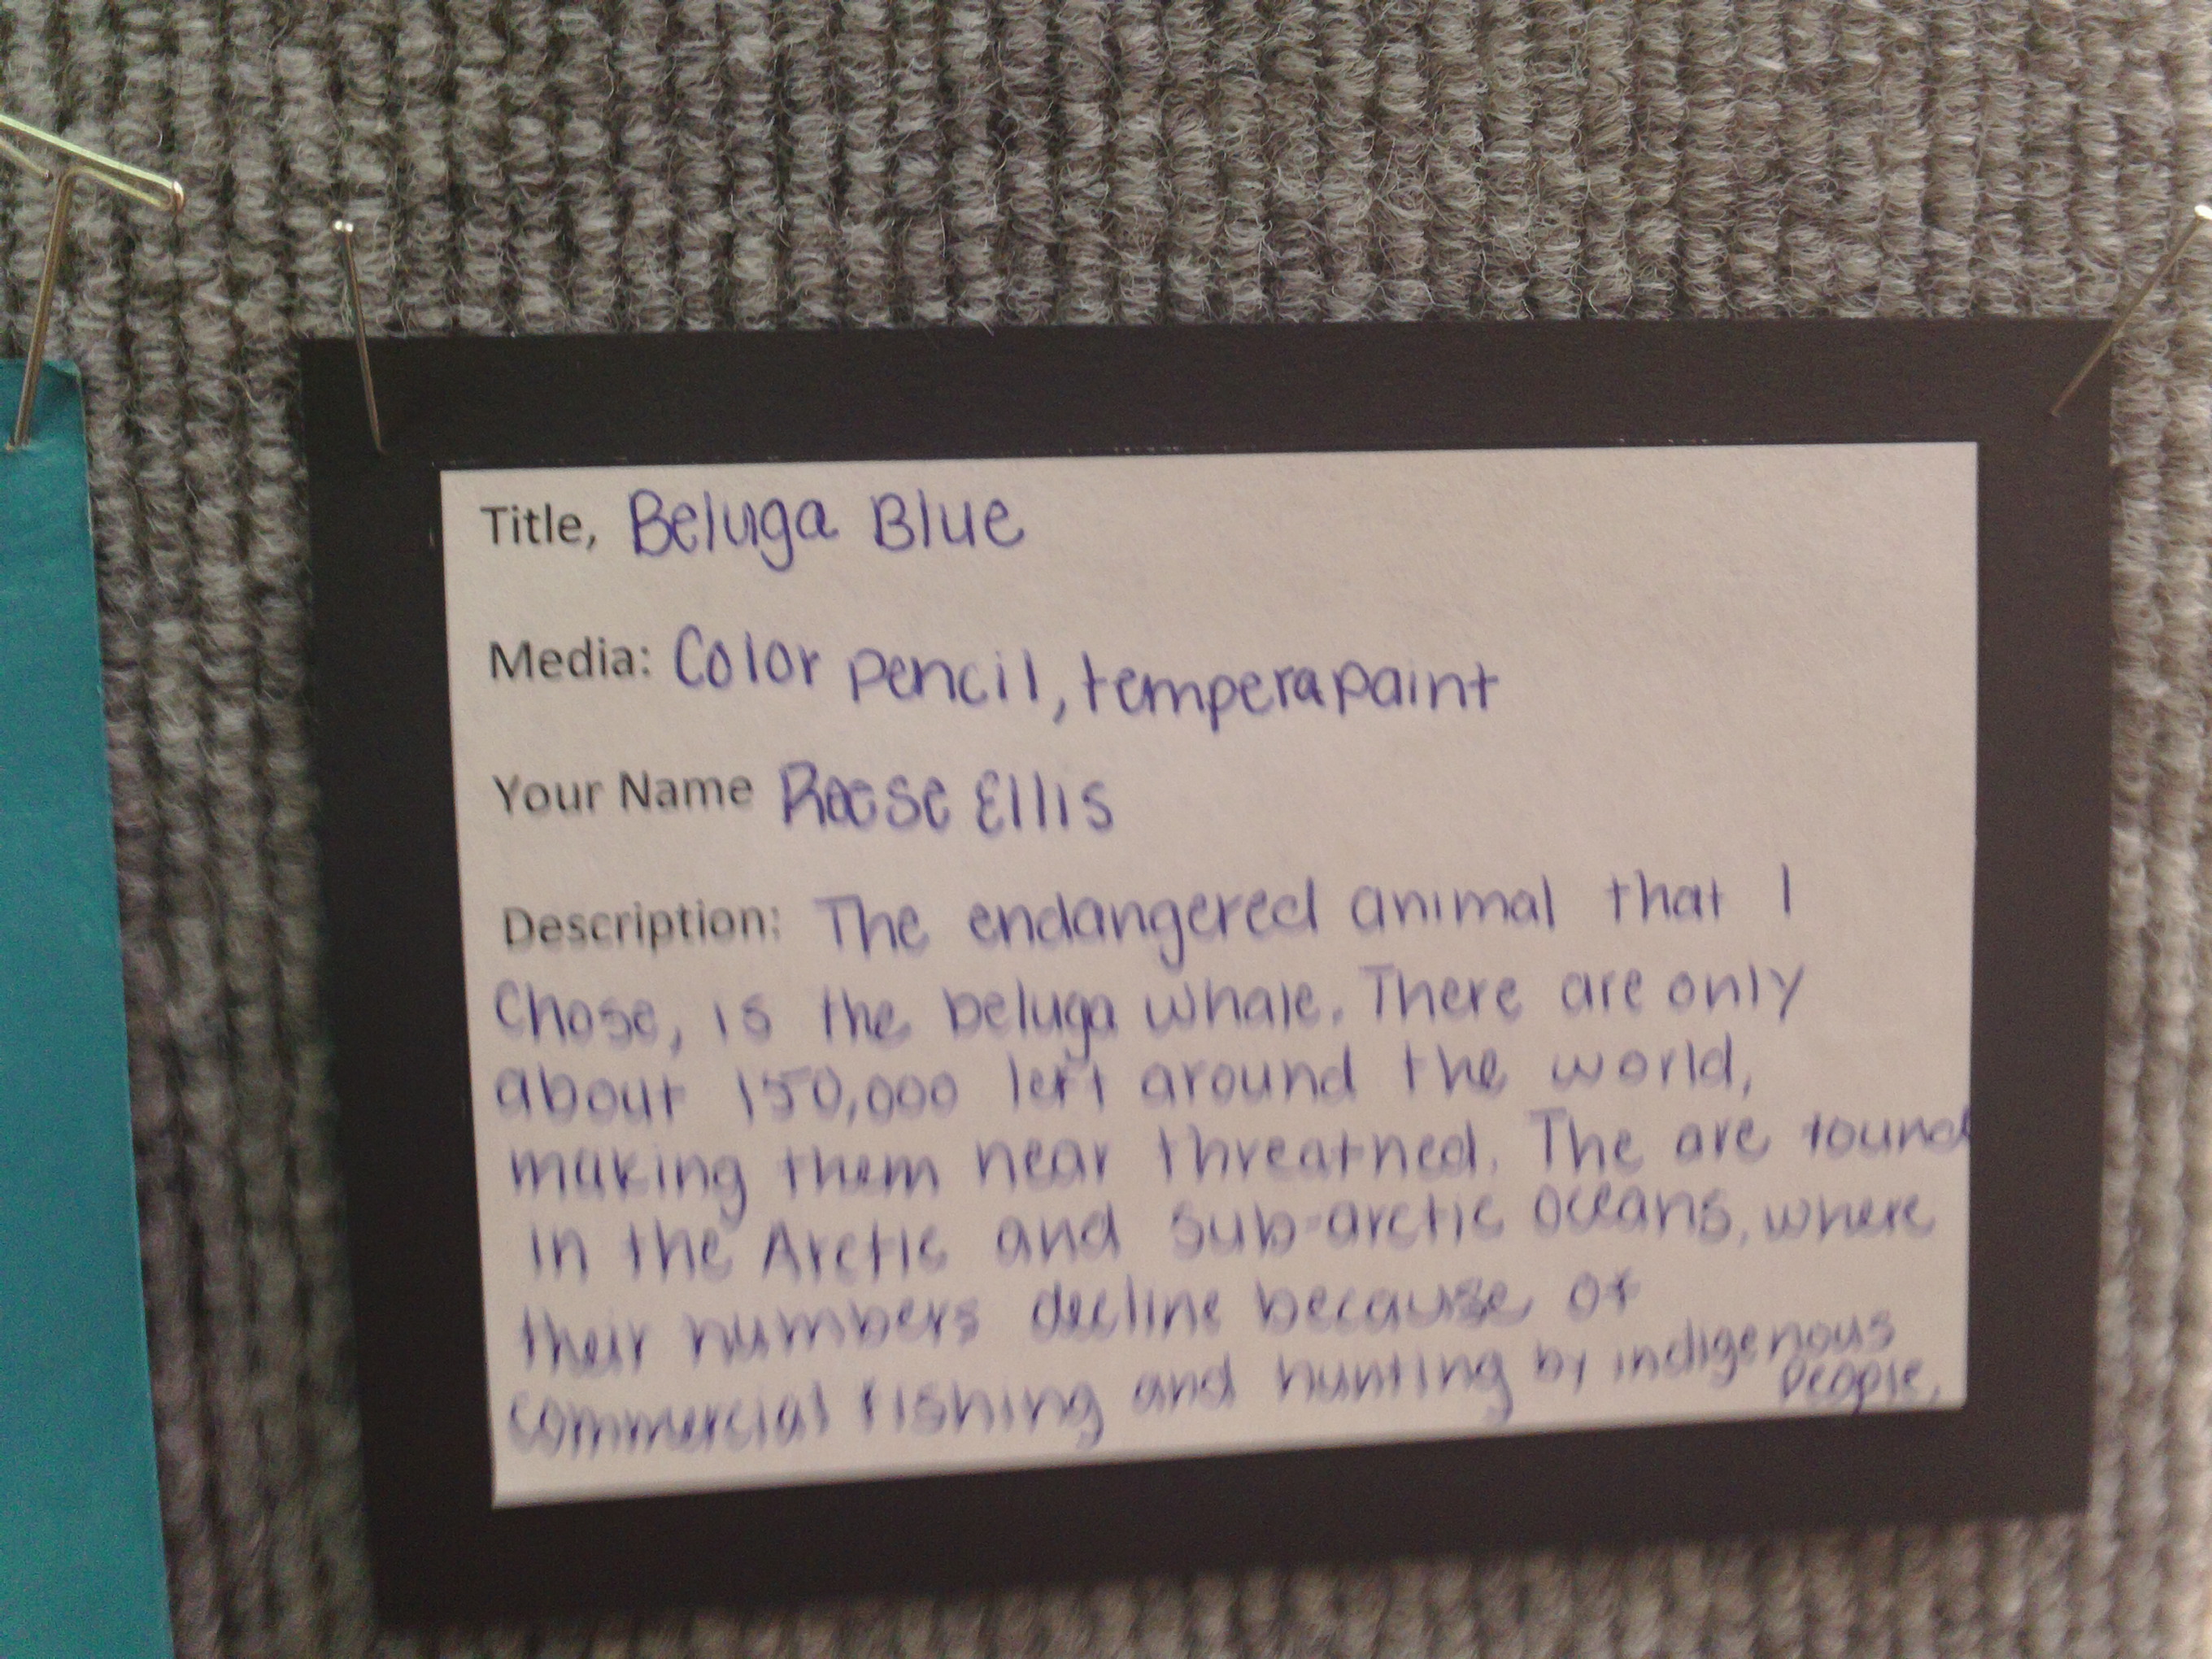 Title, Beluga Blue
Media: Color pencil, tempera paint
Your Name Reese Ellis
Description: The endangered animal that I
Chose, is the beluga whale. There are only
about 150,000 left around the world,
making them near threatned. The are found
in the Arctic and sub-arctic oceans, where
their numbers decline because of
commercial fishing and hunting by indigenous
people.